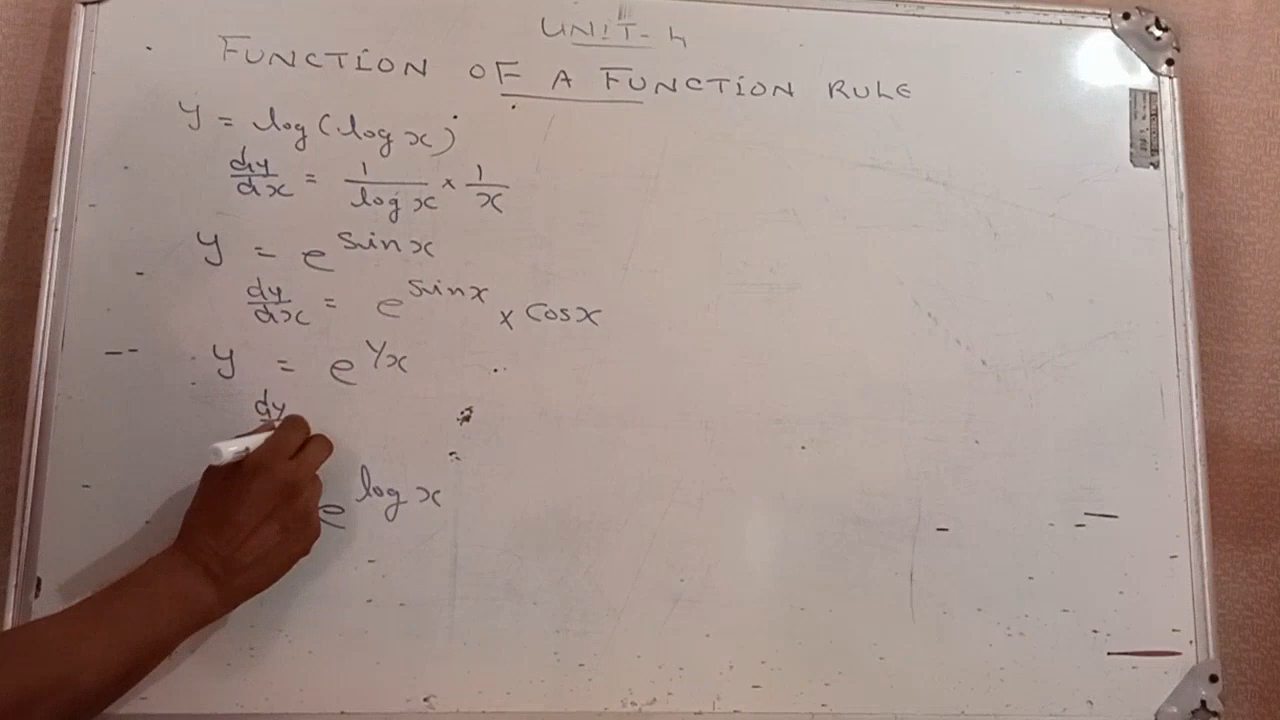 UNIT-4
FUNCTION OF A FUNCTION RULE
y = log(log x)
dy/dx = 1/log x × 1/x
y = e^sin x
dy/dx = e^sin x × cos x
y = e^1/x
dy
e^log x